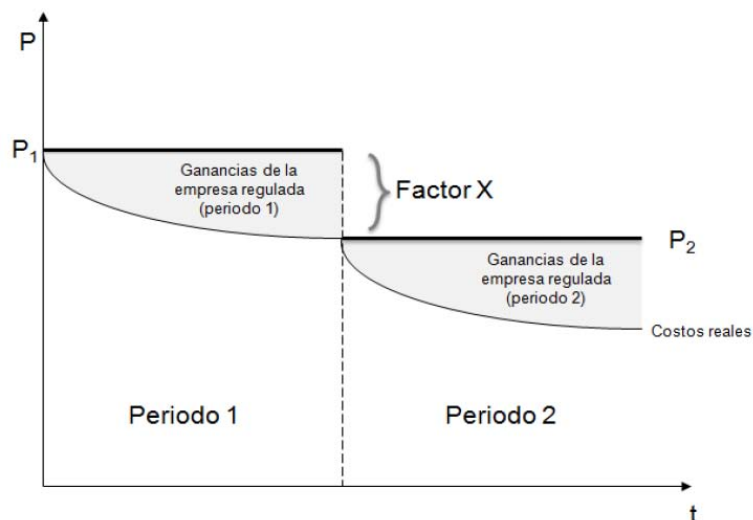 P
P1
Ganancias de la
empresa regulada
(periodo 1)
Factor X
P2
Ganancias de la
empresa regulada
(periodo 2)
Costos reales
Periodo 1
Periodo 2
t